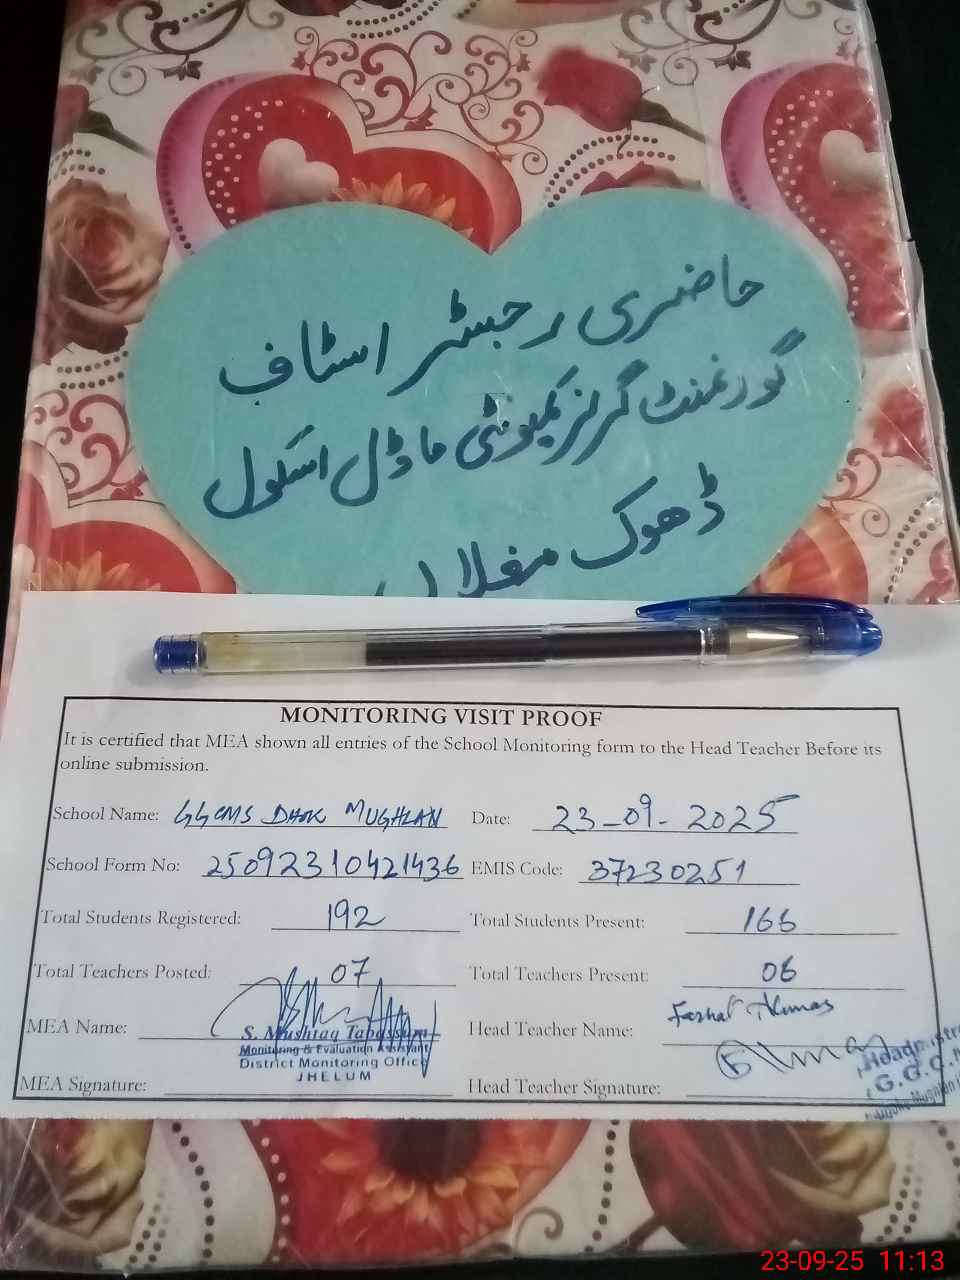 حاضری رجسٹر اسٹاف
گورنمنٹ گرلز کمیونٹی ماڈل اسکول
ڈھوک مغلاں
MONITORING VISIT PROOF
It is certified that MEA shown all entries of the School Monitoring form to the Head Teacher Before its
online submission.
School Name: GGCMS DHOK MUGHLAN Date: 23-09-2025
School Form No: 25092310421436 EMIS Code: 37230251
Total Students Registered: 192 Total Students Present: 166
Total Teachers Posted: 07 Total Teachers Present: 06
MEA Name: Head Teacher Name: Farhat Almas
S. Mushtaq Tabassum
Monitoring & Evaluation Assistant
District Monitoring Office
JHELUM
MEA Signature: Head Teacher Signature:
Headmistre
G.G.C.
Mughlan
23-09-25 11:13